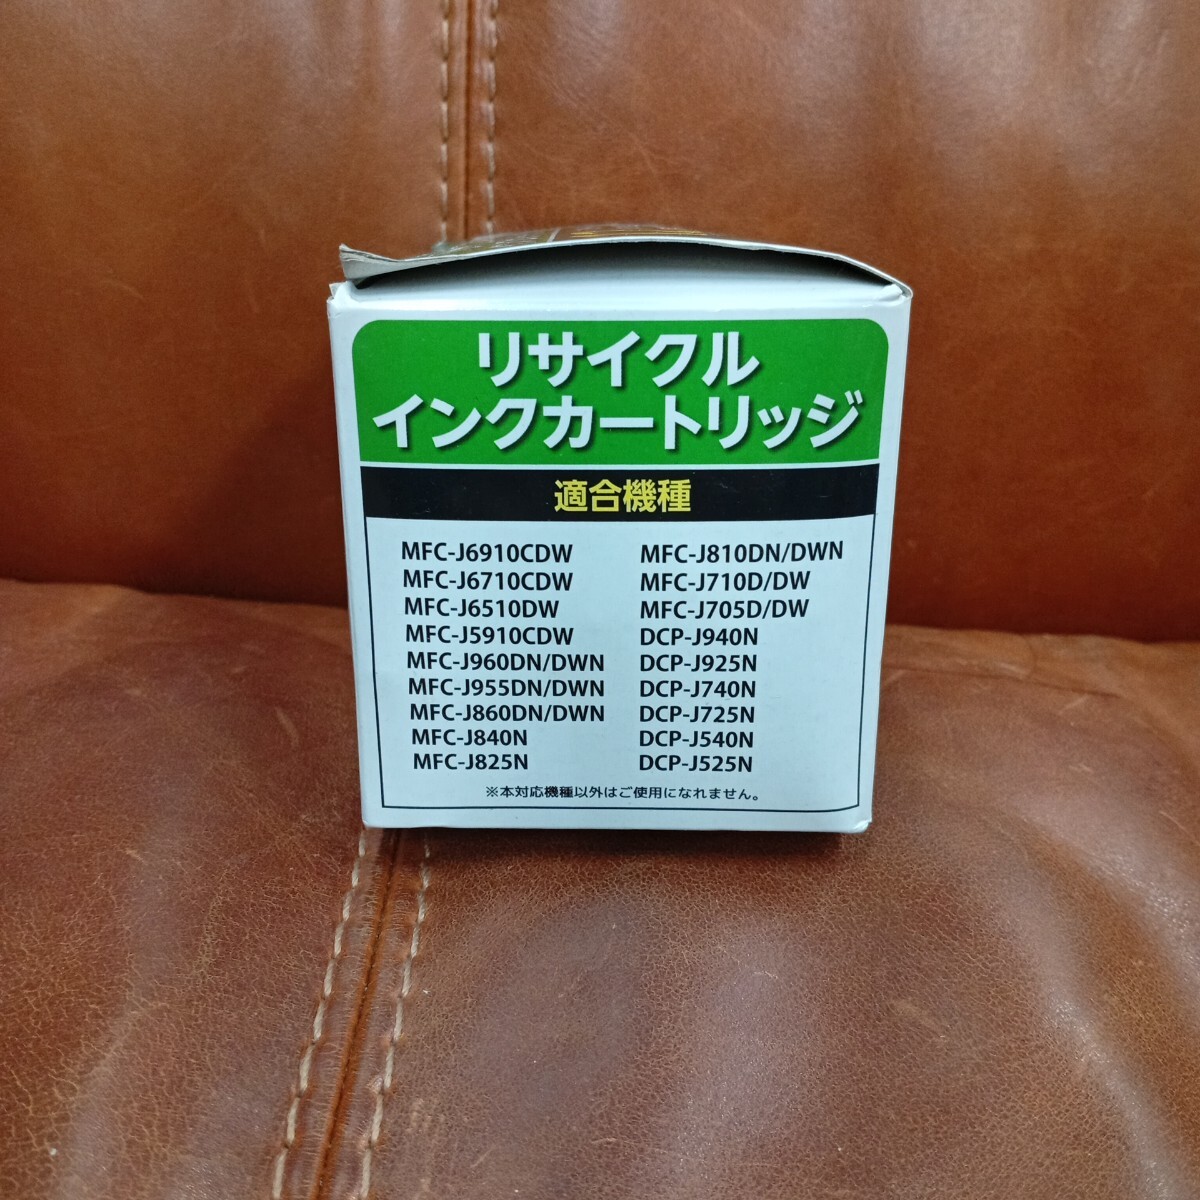 リサイクル
インクカートリッジ
適合機種
MFC-J6910CDW
MFC-J6710CDW
MFC-J6510DW
MFC-J5910CDW
MFC-J960DN/DWN
MFC-J955DN/DWN
MFC-J860DN/DWN
MFC-J840N
MFC-J825N
MFC-J810DN/DWN
MFC-J710D/DW
MFC-J705D/DW
DCP-J940N
DCP-J925N
DCP-J740N
DCP-J725N
DCP-J540N
DCP-J525N
※本対応機種以外はご使用になれません。